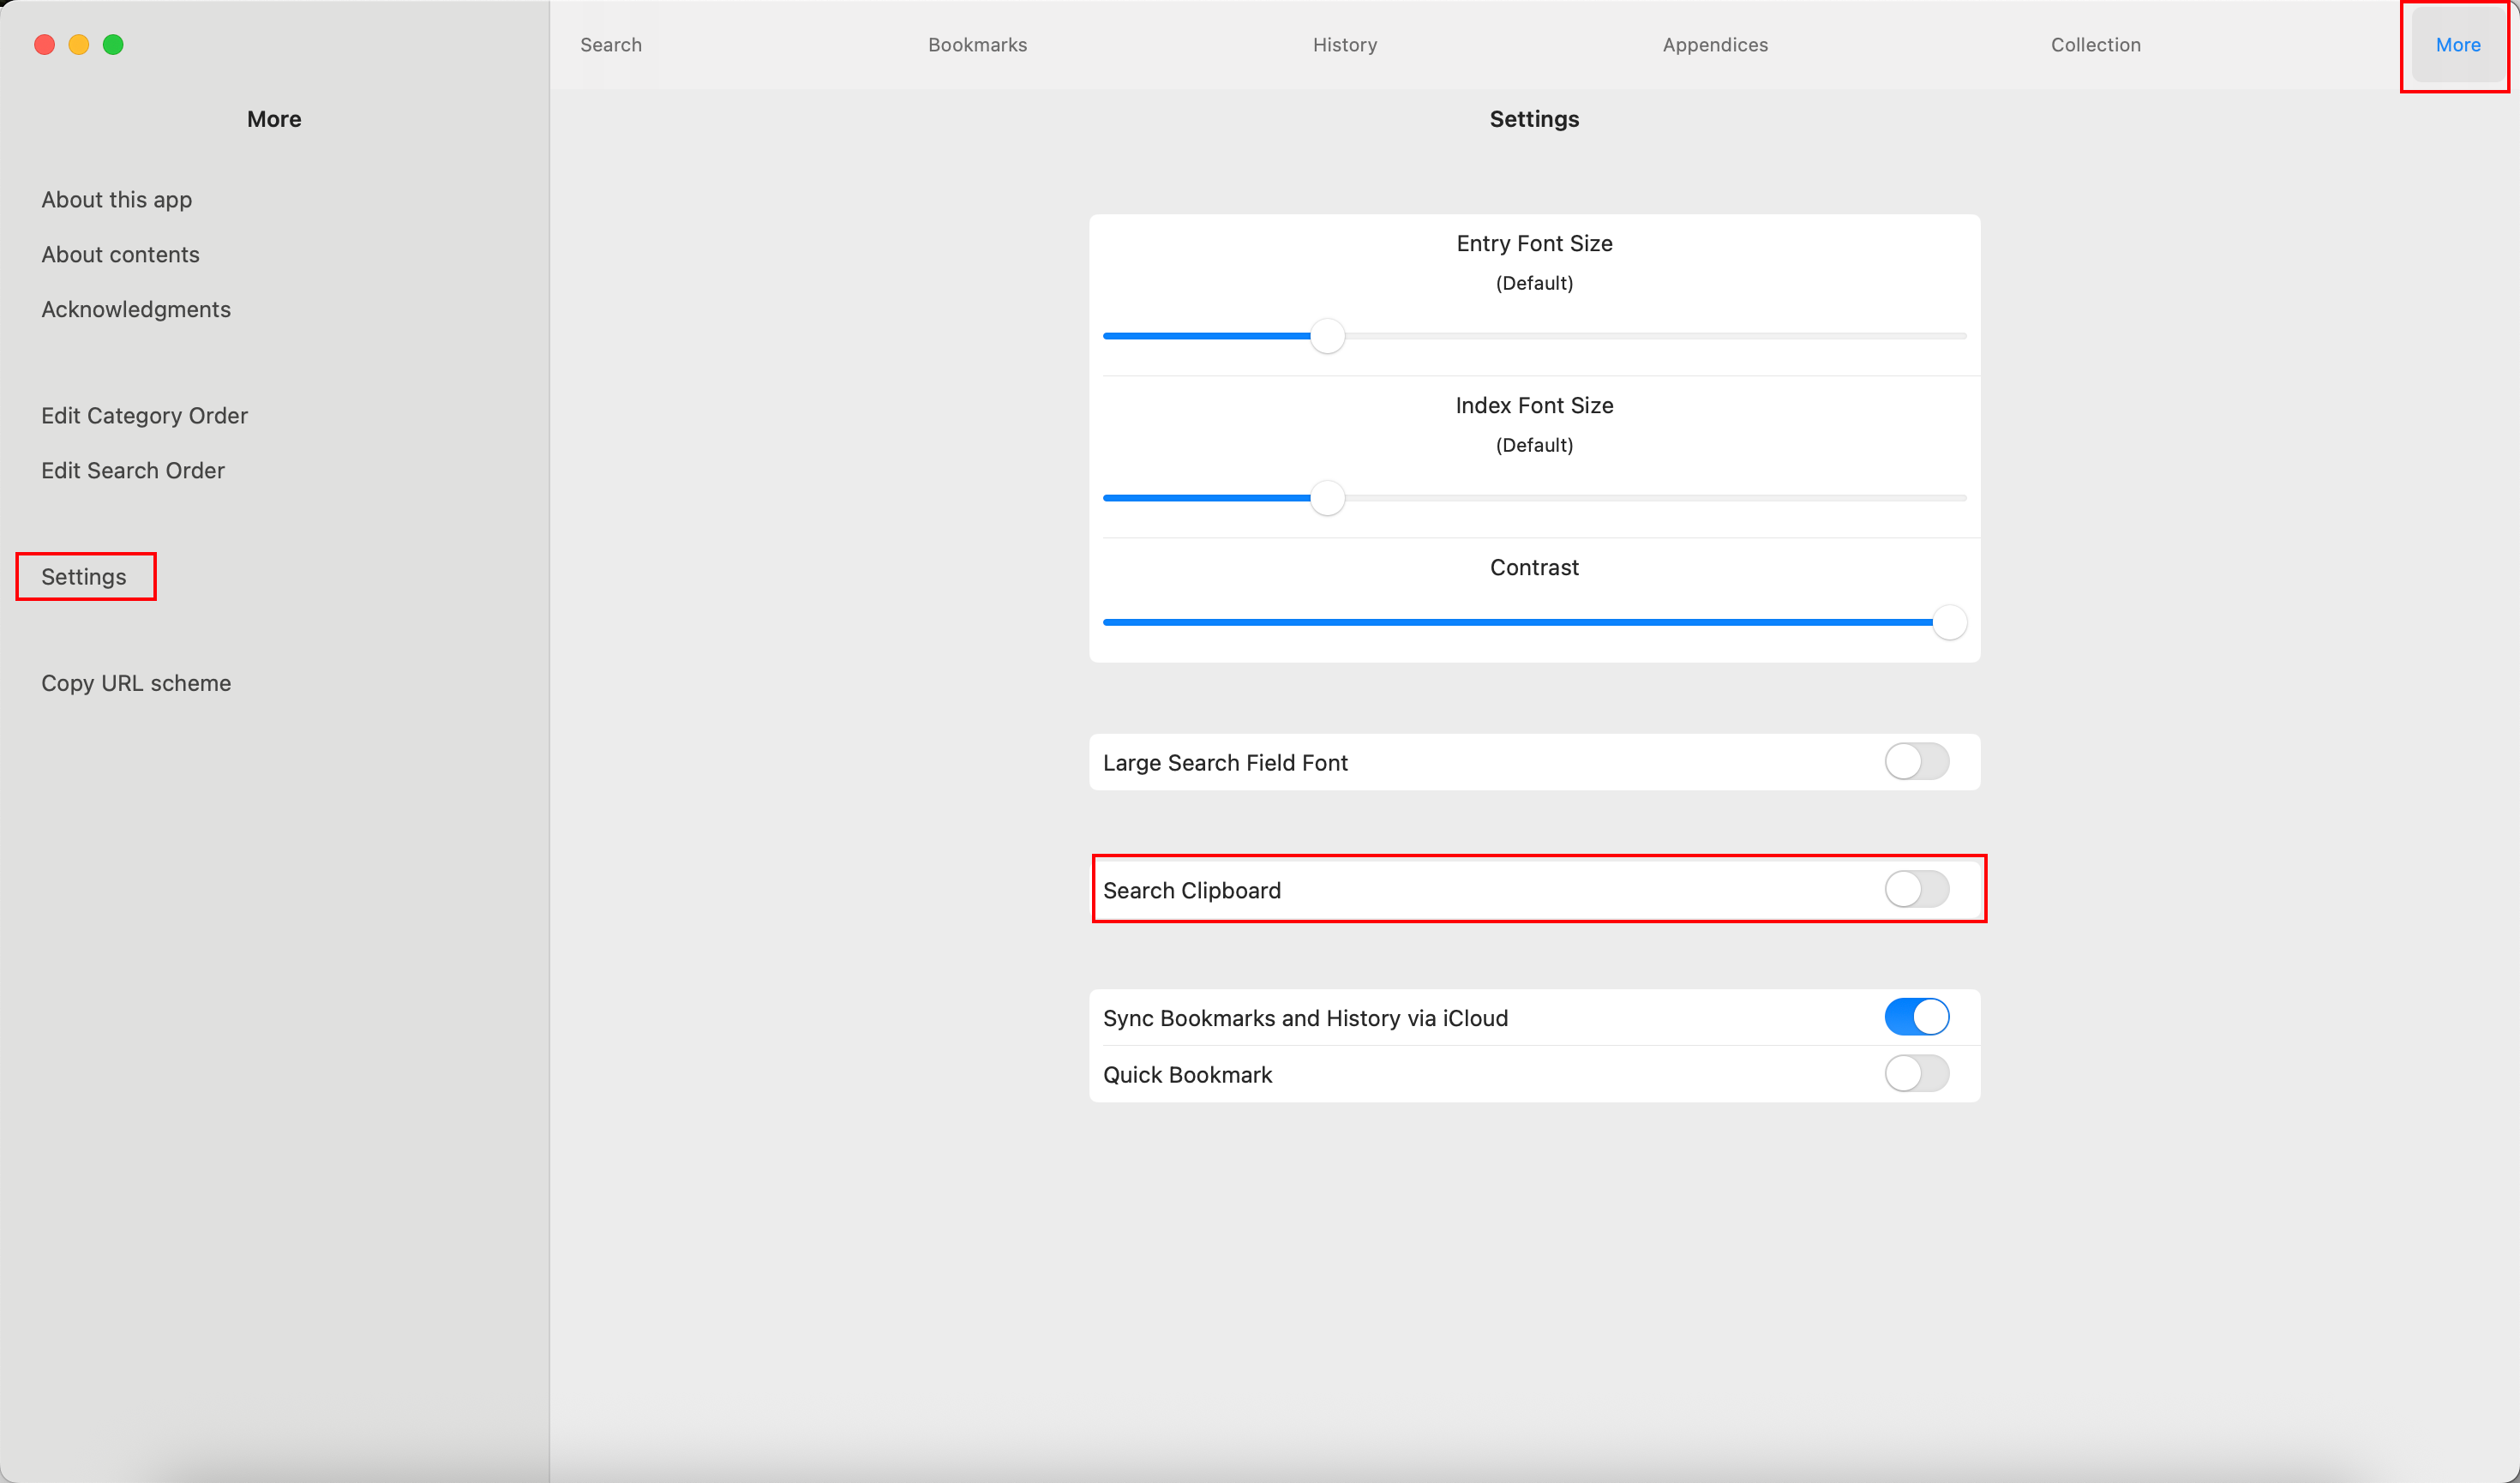 Search
Bookmarks
History
Appendices
Collection
More
More
About this app
About contents
Acknowledgments
Edit Category Order
Edit Search Order
Settings
Copy URL scheme
Settings
Entry Font Size
(Default)
Index Font Size
(Default)
Contrast
Large Search Field Font
Search Clipboard
Sync Bookmarks and History via iCloud
Quick Bookmark